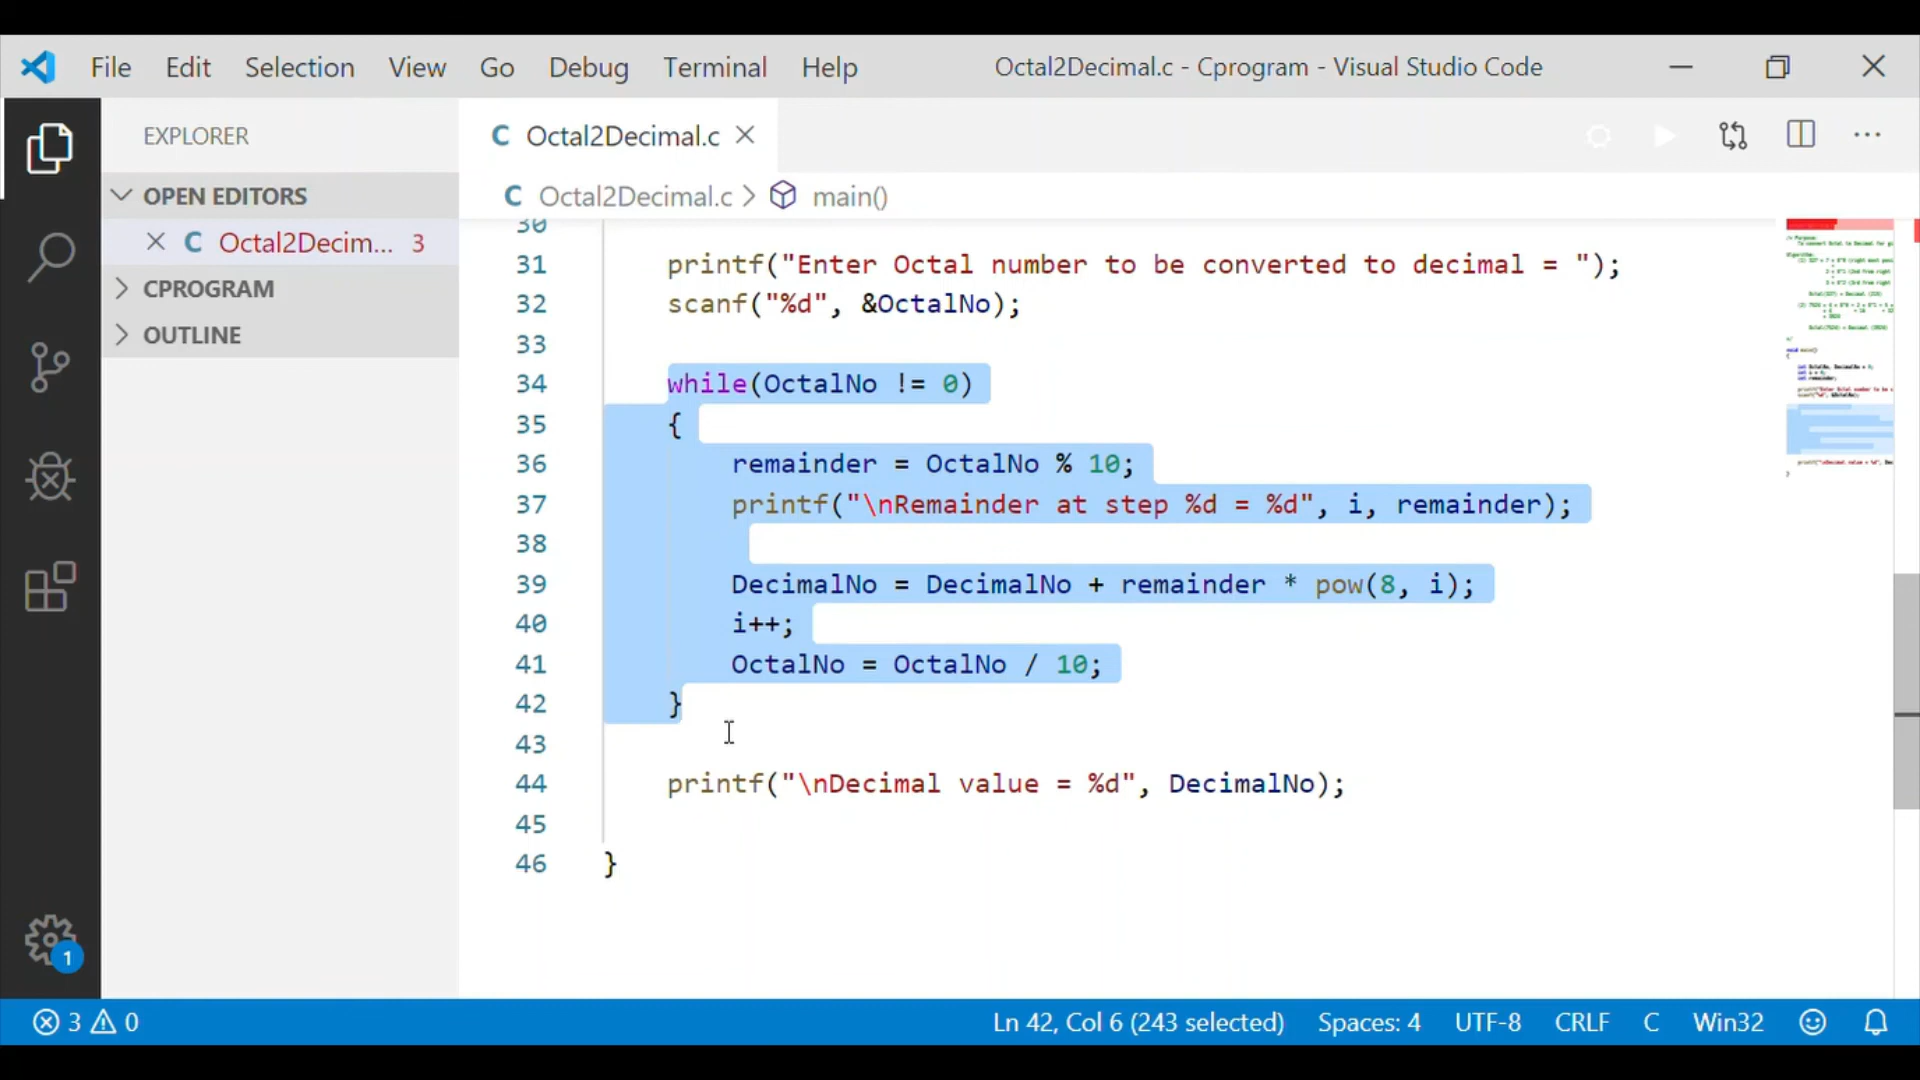 File Edit Selection View Go Debug Terminal Help Octal2Decimal.c - Cprogram - Visual Studio Code
EXPLORER
C Octal2Decimal.c
OPEN EDITORS
C Octal2Decimal.c > main()
C Octal2Decim... 3
CPROGRAM
OUTLINE
30
31 printf("Enter Octal number to be converted to decimal = ");
32 scanf("%d", &OctalNo);
33
34 while(OctalNo != 0)
35 {
36 remainder = OctalNo % 10;
37 printf("\nRemainder at step %d = %d", i, remainder);
38
39 DecimalNo = DecimalNo + remainder * pow(8, i);
40 i++;
41 OctalNo = OctalNo / 10;
42 }
43
44 printf("\nDecimal value = %d", DecimalNo);
45
46 }
1
3 0 Ln 42, Col 6 (243 selected) Spaces: 4 UTF-8 CRLF C Win32